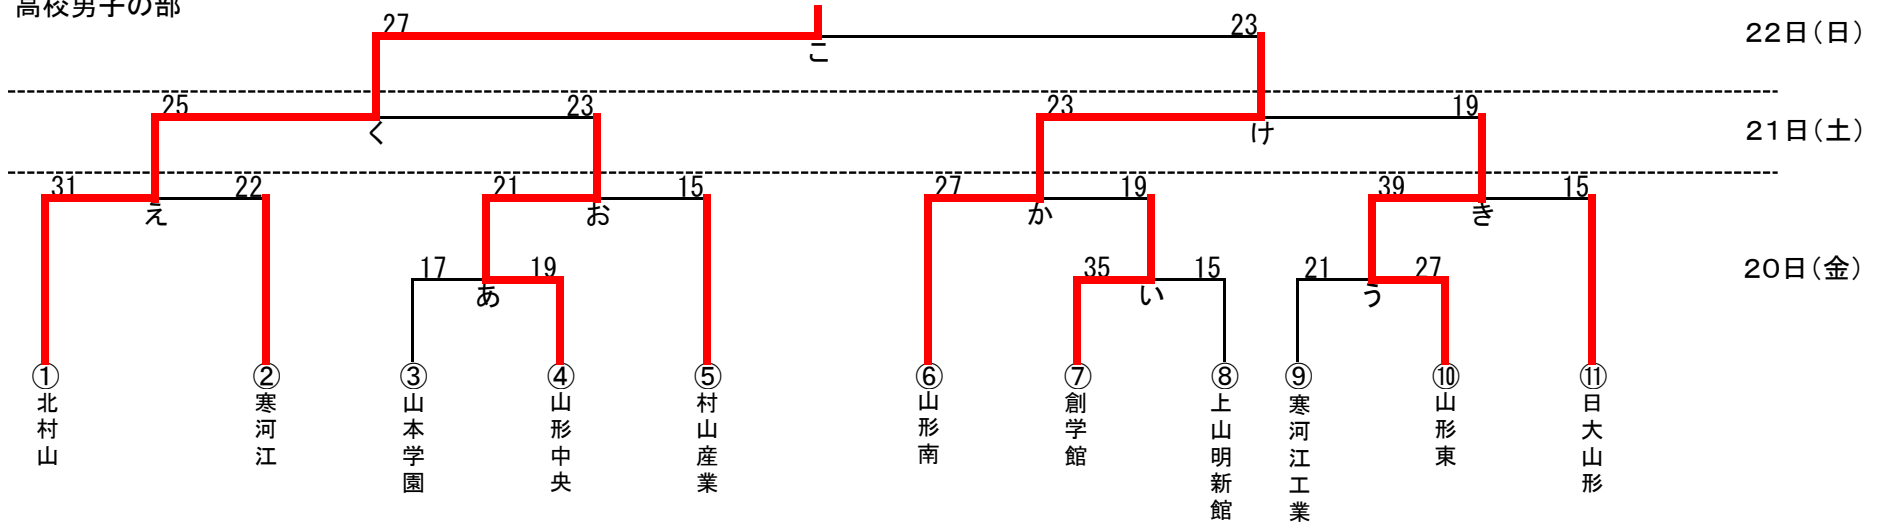 高校男子の部
27
23
22日(日)
こ
25
23
23
19
く
け
21日(土)
31
22
21
15
27
19
39
15
え
お
か
き
17
19
35
15
21
27
20日(金)
あ
い
う
①
②
③
④
⑤
⑥
⑦
⑧
⑨
⑩
⑪
北村山
寒河江
山本学園
山形中央
村山産業
山形南
創学館
上山明新館
寒河江工業
山形東
日大山形